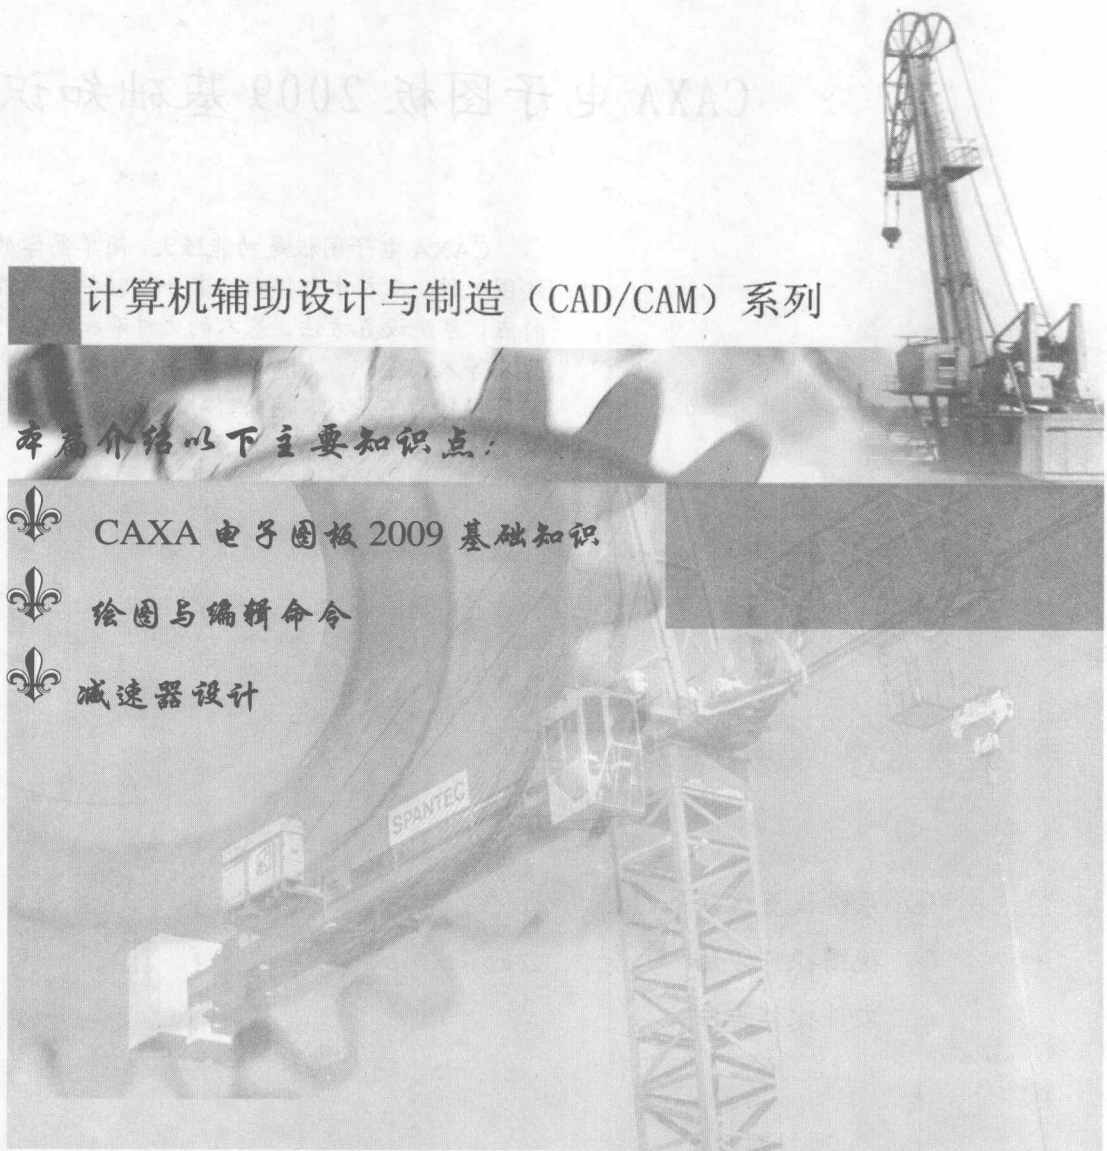 计算机辅助设计与制造（CAD/CAM）系列
本篇介绍以下主要知识点：
CAXA 电子图板 2009 基础知识
绘图与编辑命令
减速器设计
SPANTEC